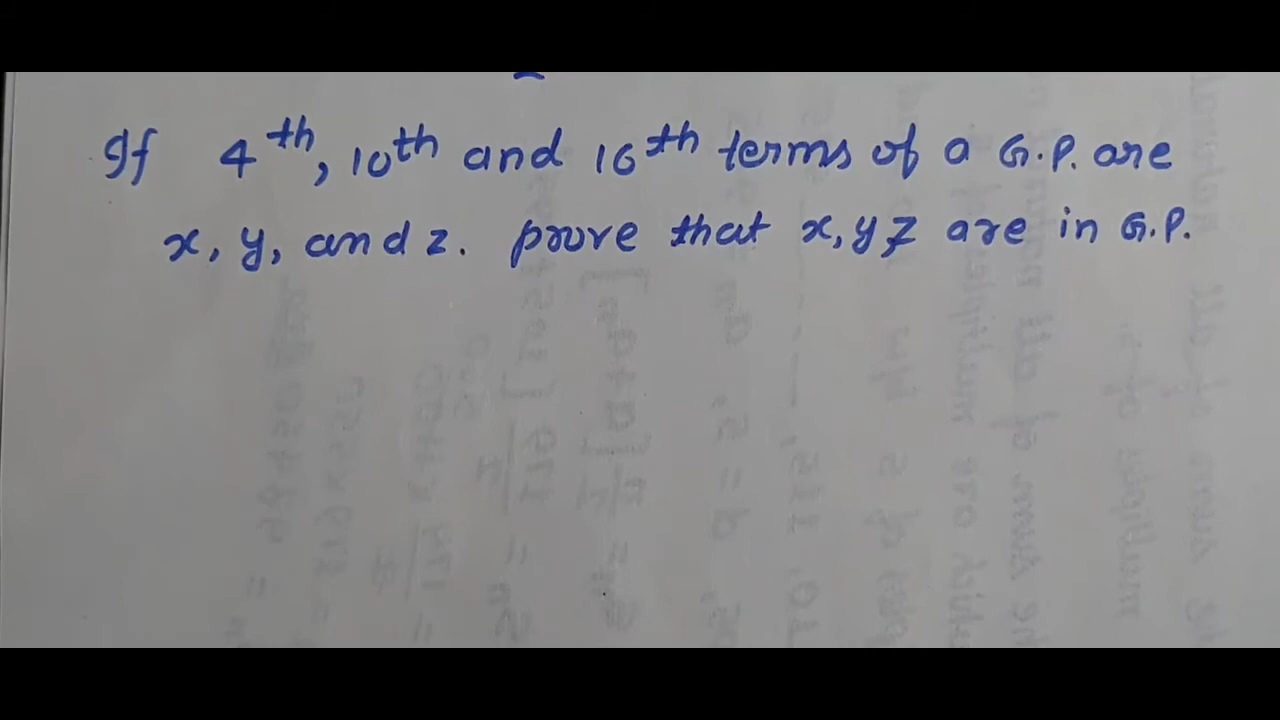 If 4th, 10th and 16th terms of a G.P. are
x, y, and z. prove that x, y z are in G.P.